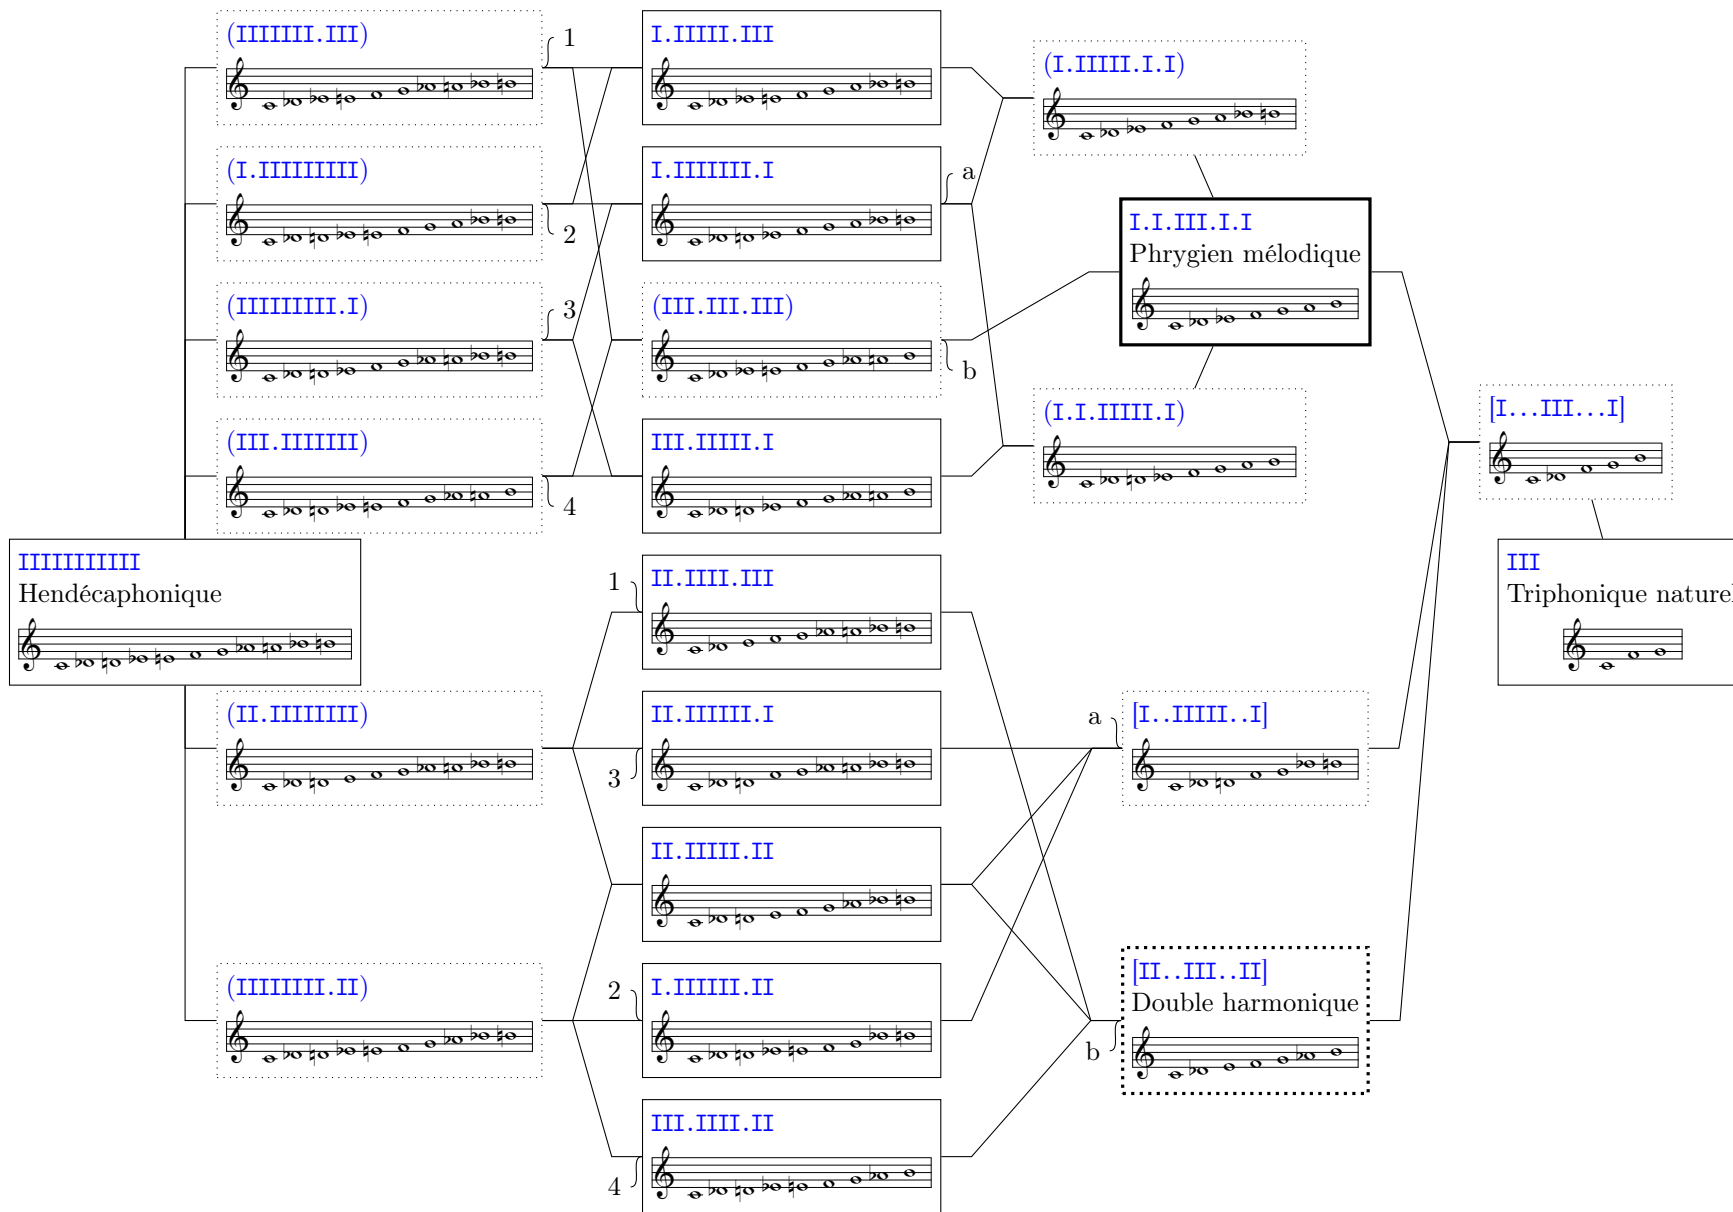 (IIIIIII.III)
1
I.IIIII.III
(I.IIIII.I.I)
(I.IIIIIIIII)
2
I.IIIIIII.I
a
I.I.III.I.I
Phrygien mélodique
(IIIIIIIII.I)
3
(III.III.III)
b
(III.IIIIIII)
4
III.IIIII.I
(I.I.IIIII.I)
[I...III...I]
IIIIIIIIIII
Hendécaphonique
1
II.IIII.III
III
Triphonique naturel
(II.IIIIIIII)
3
II.IIIIII.I
a
[I..IIIII..I]
II.IIIII.II
(IIIIIIII.II)
2
I.IIIIII.II
[II..III..II]
Double harmonique
b
4
III.IIII.II